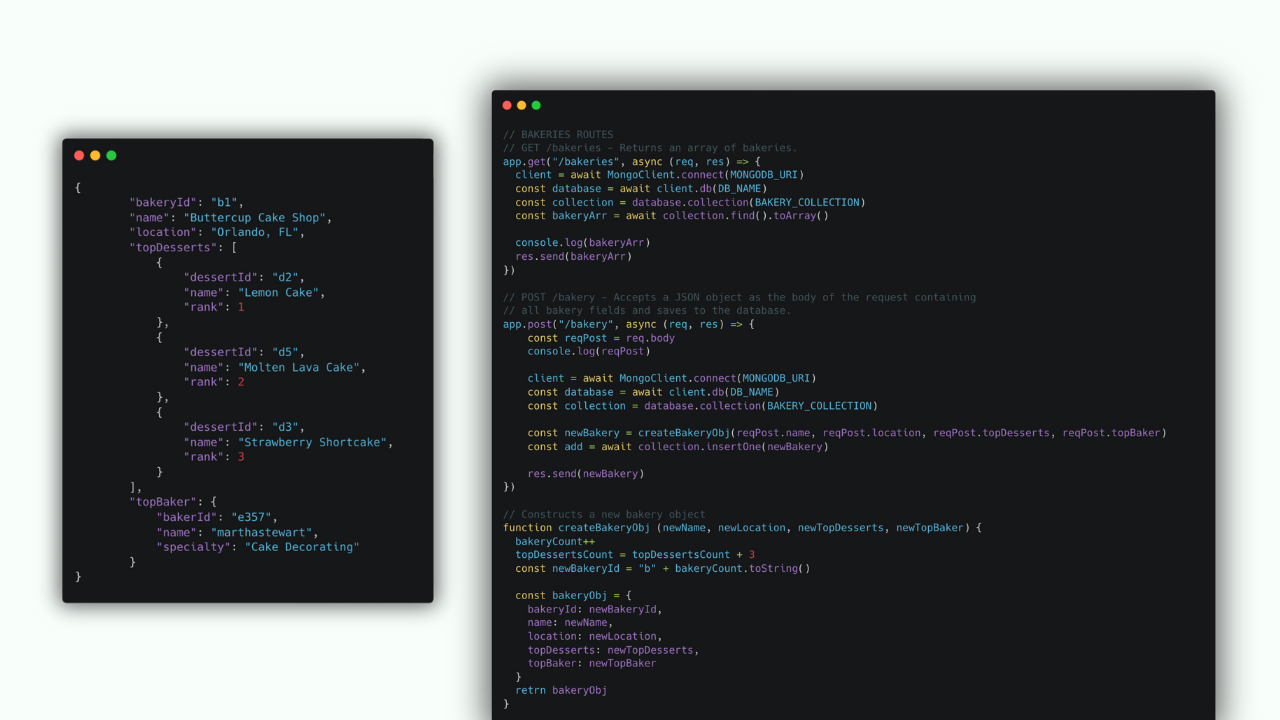 {
"bakeryId": "b1",
"name": "Buttercup Cake Shop",
"location": "Orlando, FL",
"topDesserts": [
{
"dessertId": "d2",
"name": "Lemon Cake",
"rank": 1
},
{
"dessertId": "d5",
"name": "Molten Lava Cake",
"rank": 2
},
{
"dessertId": "d3",
"name": "Strawberry Shortcake",
"rank": 3
}
],
"topBaker": {
"bakerId": "e357",
"name": "marthastewart",
"specialty": "Cake Decorating"
}
}
// BAKERIES ROUTES
// GET /bakeries - Returns an array of bakeries.
app.get("/bakeries", async (req, res) => {
client = await MongoClient.connect(MONGODB_URI)
const database = await client.db(DB_NAME)
const collection = database.collection(BAKERY_COLLECTION)
const bakeryArr = await collection.find().toArray()
console.log(bakeryArr)
res.send(bakeryArr)
})
// POST /bakery - Accepts a JSON object as the body of the request containing
// all bakery fields and saves to the database.
app.post("/bakery", async (req, res) => {
const reqPost = req.body
console.log(reqPost)
client = await MongoClient.connect(MONGODB_URI)
const database = await client.db(DB_NAME)
const collection = database.collection(BAKERY_COLLECTION)
const newBakery = createBakeryObj(reqPost.name, reqPost.location, reqPost.topDesserts, reqPost.topBaker)
const add = await collection.insertOne(newBakery)
res.send(newBakery)
})
// Constructs a new bakery object
function createBakeryObj (newName, newLocation, newTopDesserts, newTopBaker) {
bakeryCount++
topDessertsCount = topDessertsCount + 3
const newBakeryId = "b" + bakeryCount.toString()
const bakeryObj = {
bakeryId: newBakeryId,
name: newName,
location: newLocation,
topDesserts: newTopDesserts,
topBaker: newTopBaker
}
retrn bakeryObj
}